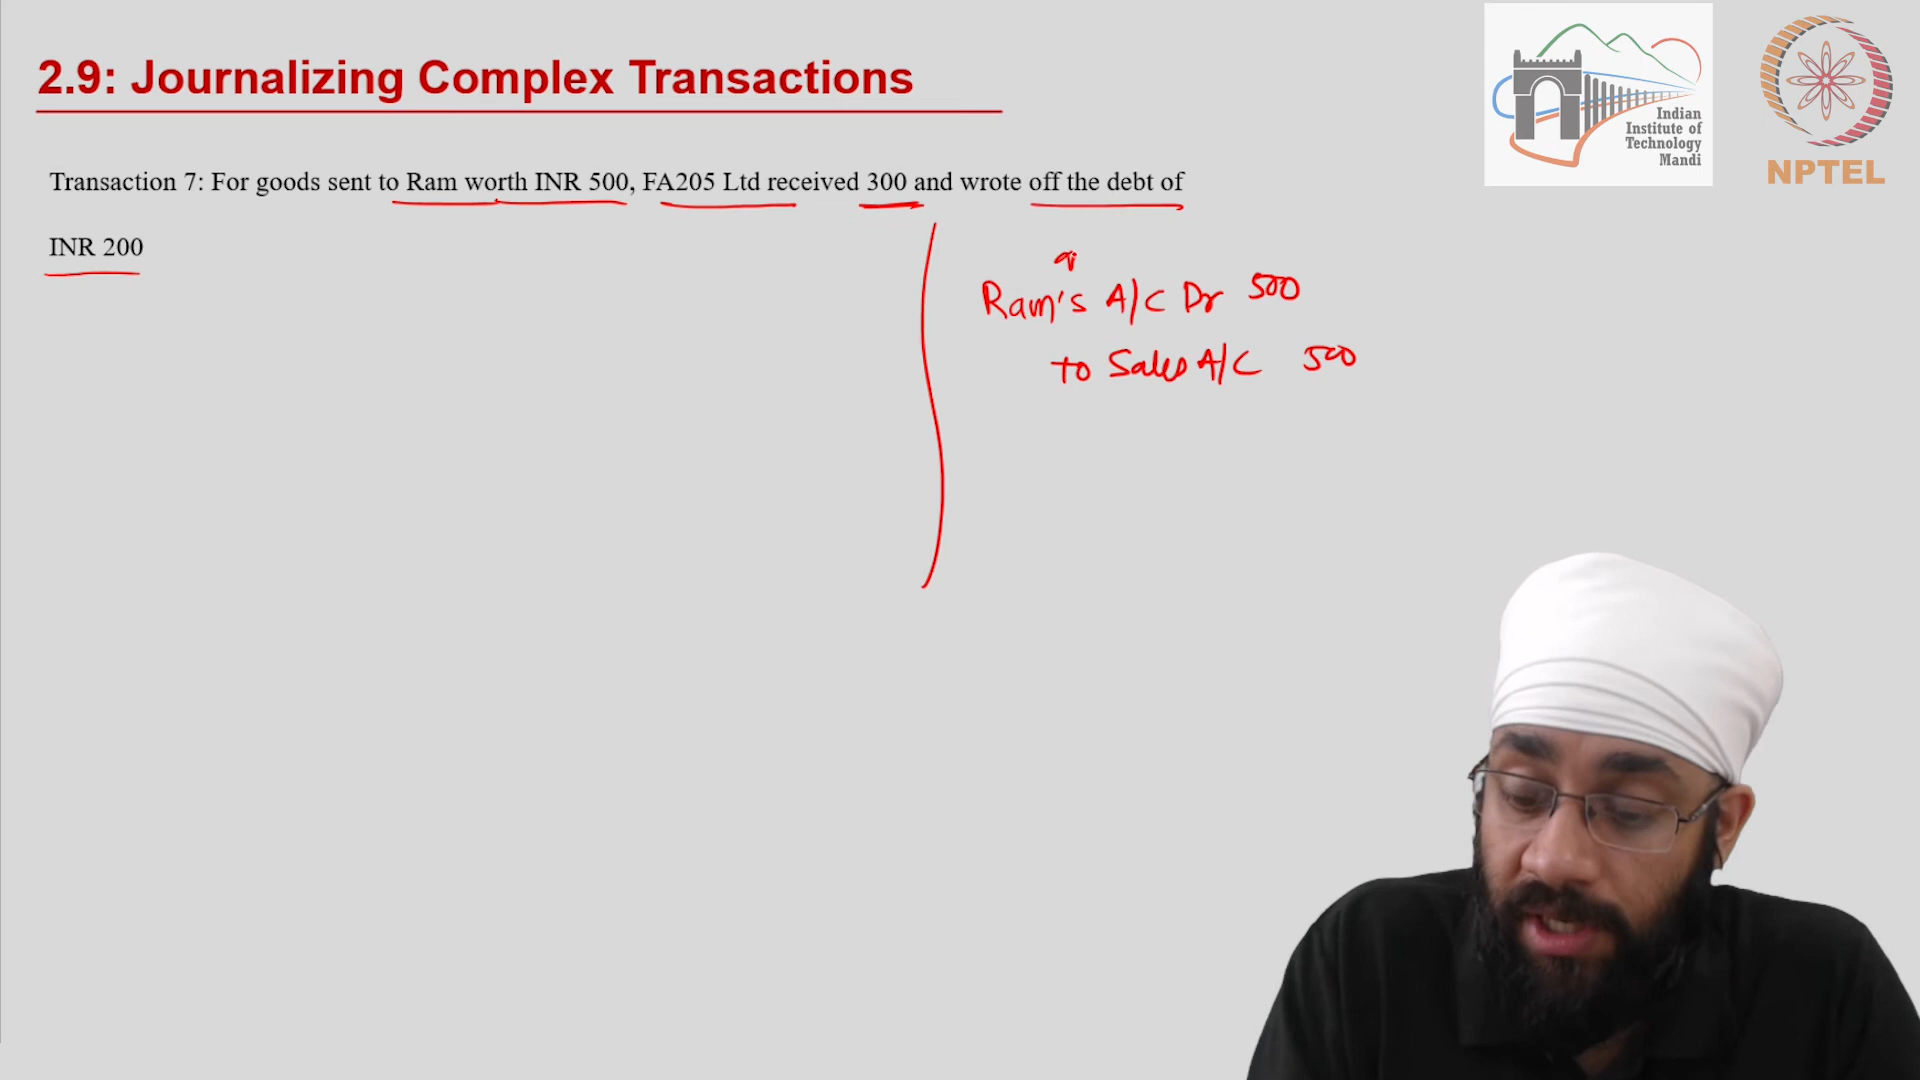 2.9: Journalizing Complex Transactions
Indian
Institute of
Technology
Mandi
NPTEL
Transaction 7: For goods sent to Ram worth INR 500, FA205 Ltd received 300 and wrote off the debt of
INR 200
Ram's A/C Dr 500
to Sales A/C 500